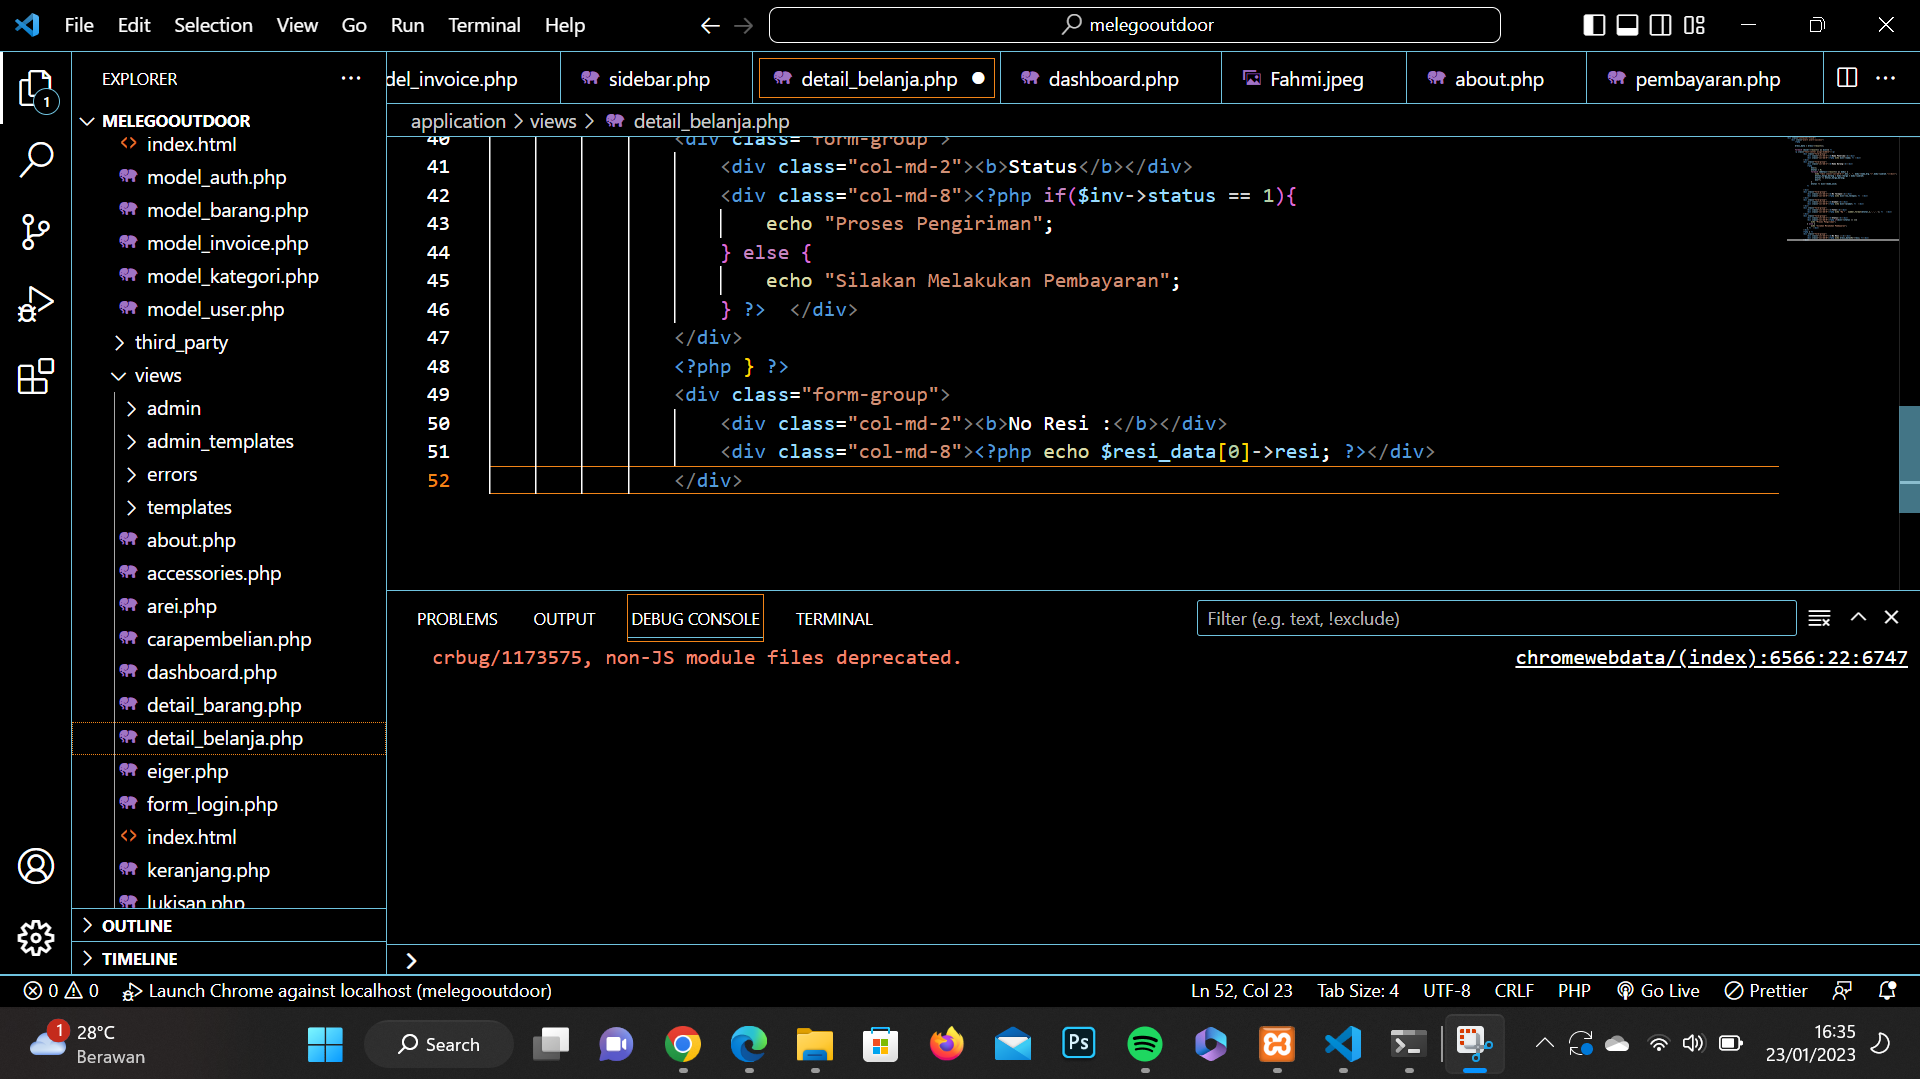 File Edit Selection View Go Run Terminal Help
melegooutdoor
EXPLORER
del_invoice.php
sidebar.php
detail_belanja.php
dashboard.php
Fahmi.jpeg
about.php
pembayaran.php
application > views > detail_belanja.php
MELEGOOUTDOOR
index.html
model_auth.php
model_barang.php
model_invoice.php
model_kategori.php
model_user.php
third_party
views
admin
admin_templates
errors
templates
about.php
accessories.php
arei.php
carapembelian.php
dashboard.php
detail_barang.php
detail_belanja.php
eiger.php
form_login.php
index.html
keranjang.php
lukisan.php
OUTLINE
TIMELINE
40 <div class="form-group">
41 <div class="col-md-2"><b>Status</b></div>
42 <div class="col-md-8"><?php if($inv->status == 1){
43 echo "Proses Pengiriman";
44 } else {
45 echo "Silakan Melakukan Pembayaran";
46 } ?>  </div>
47 </div>
48 <?php } ?>
49 <div class="form-group">
50 <div class="col-md-2"><b>No Resi :</b></div>
51 <div class="col-md-8"><?php echo $resi_data[0]->resi; ?></div>
52 </div>
PROBLEMS OUTPUT DEBUG CONSOLE TERMINAL
Filter (e.g. text, !exclude)
crbug/1173575, non-JS module files deprecated.
chromewebdata/(index):6566:22:6747
0 0 Launch Chrome against localhost (melegooutdoor)
Ln 52, Col 23 Tab Size: 4 UTF-8 CRLF PHP Go Live Prettier
1
28°C
Berawan
Search
Ps
16:35
23/01/2023
1